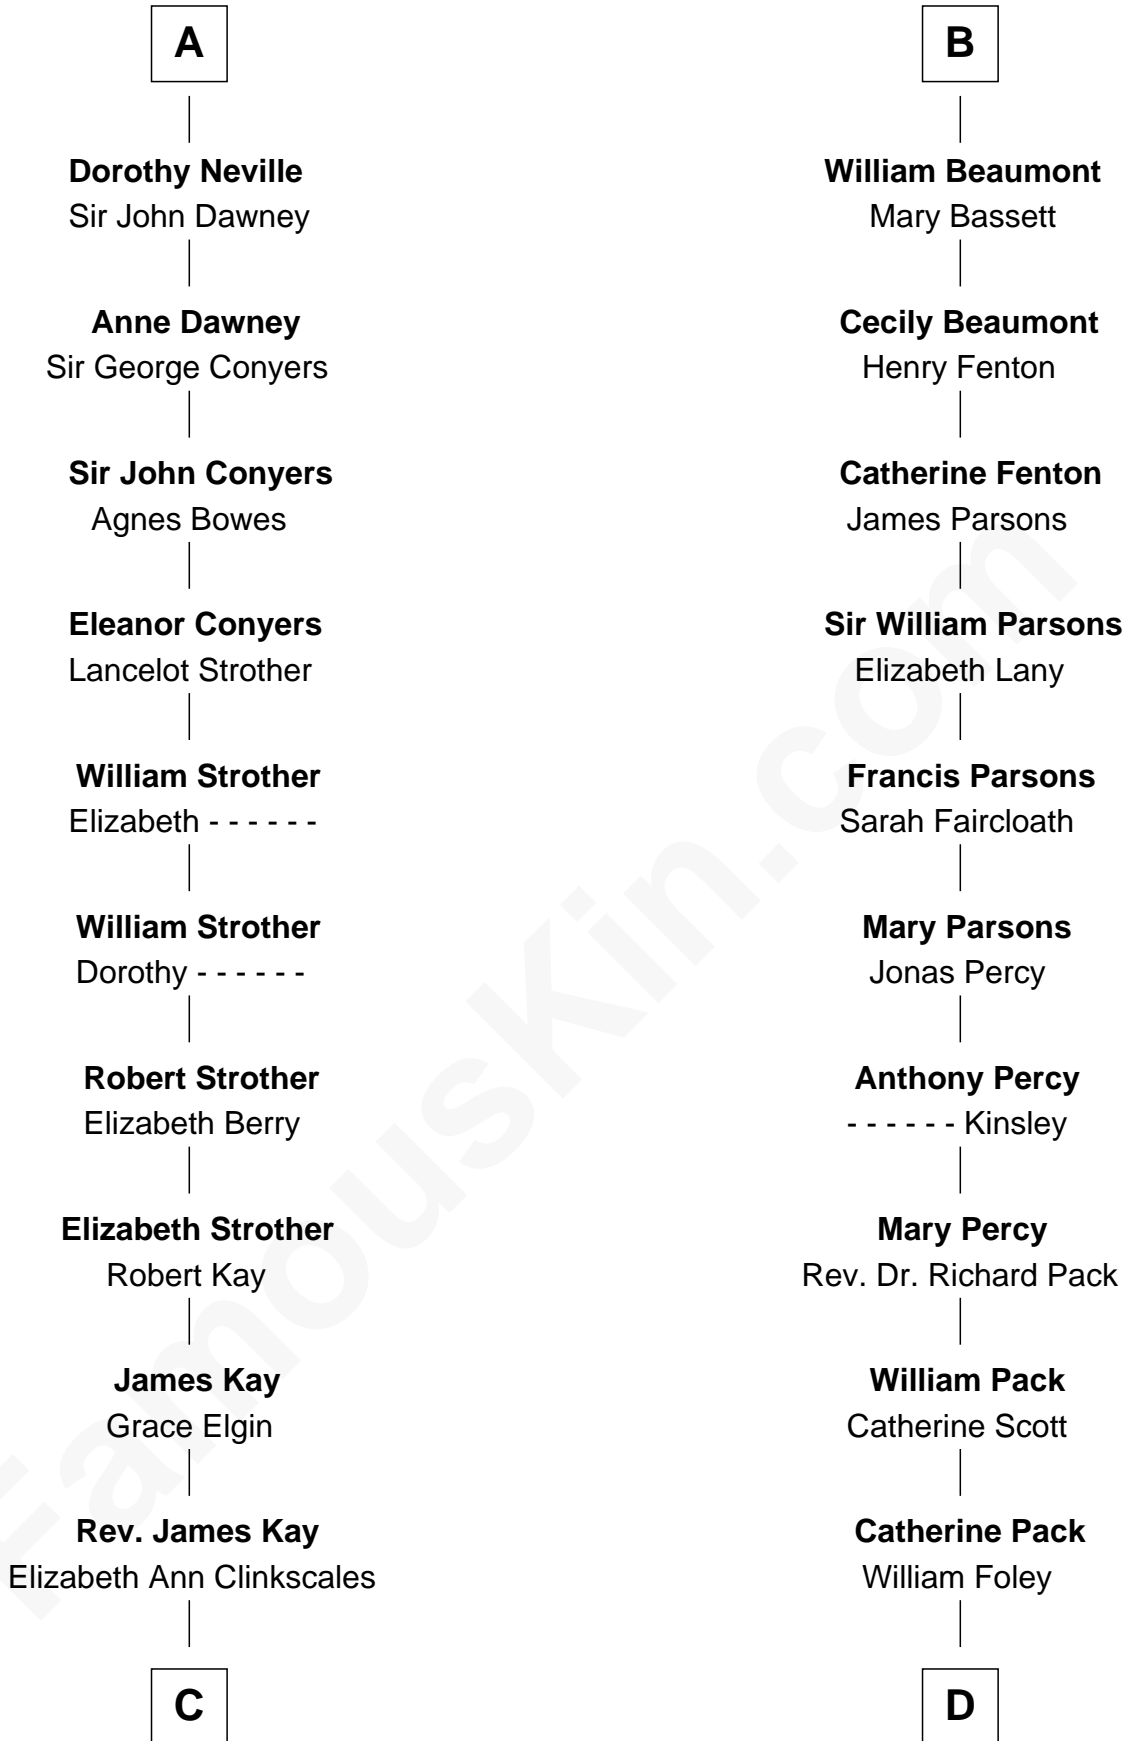 A
Dorothy Neville
Sir John Dawney
Anne Dawney
Sir George Conyers
Sir John Conyers
Agnes Bowes
Eleanor Conyers
Lancelot Strother
William Strother
Elizabeth - - - - - -
William Strother
Dorothy - - - - - -
Robert Strother
Elizabeth Berry
Elizabeth Strother
Robert Kay
James Kay
Grace Elgin
Rev. James Kay
Elizabeth Ann Clinkscales
C
B
William Beaumont
Mary Bassett
Cecily Beaumont
Henry Fenton
Catherine Fenton
James Parsons
Sir William Parsons
Elizabeth Lany
Francis Parsons
Sarah Faircloath
Mary Parsons
Jonas Percy
Anthony Percy
- - - - - - Kinsley
Mary Percy
Rev. Dr. Richard Pack
William Pack
Catherine Scott
Catherine Pack
William Foley
D
FamousKin.com